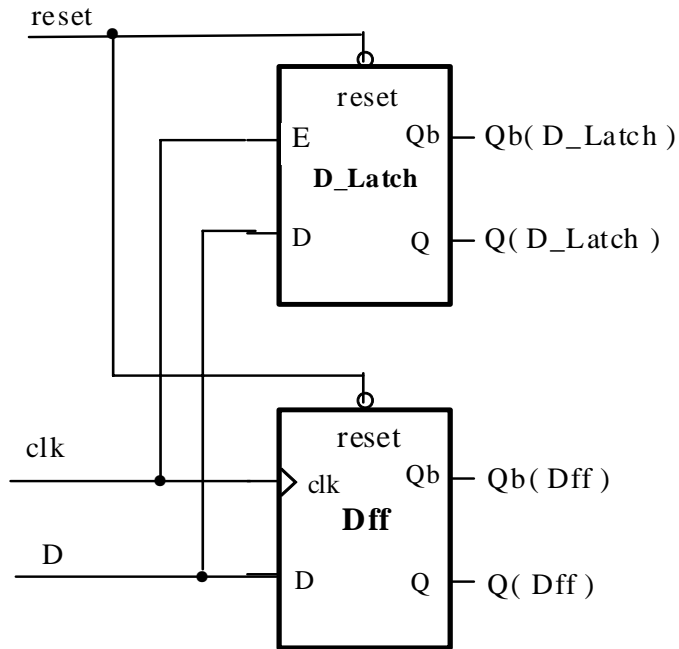 reset
reset
E
Qb
Qb( D_Latch )
D_Latch
D
Q
Q( D_Latch )
reset
clk
clk
Qb
Qb( Dff )
Dff
D
D
Q
Q( Dff )